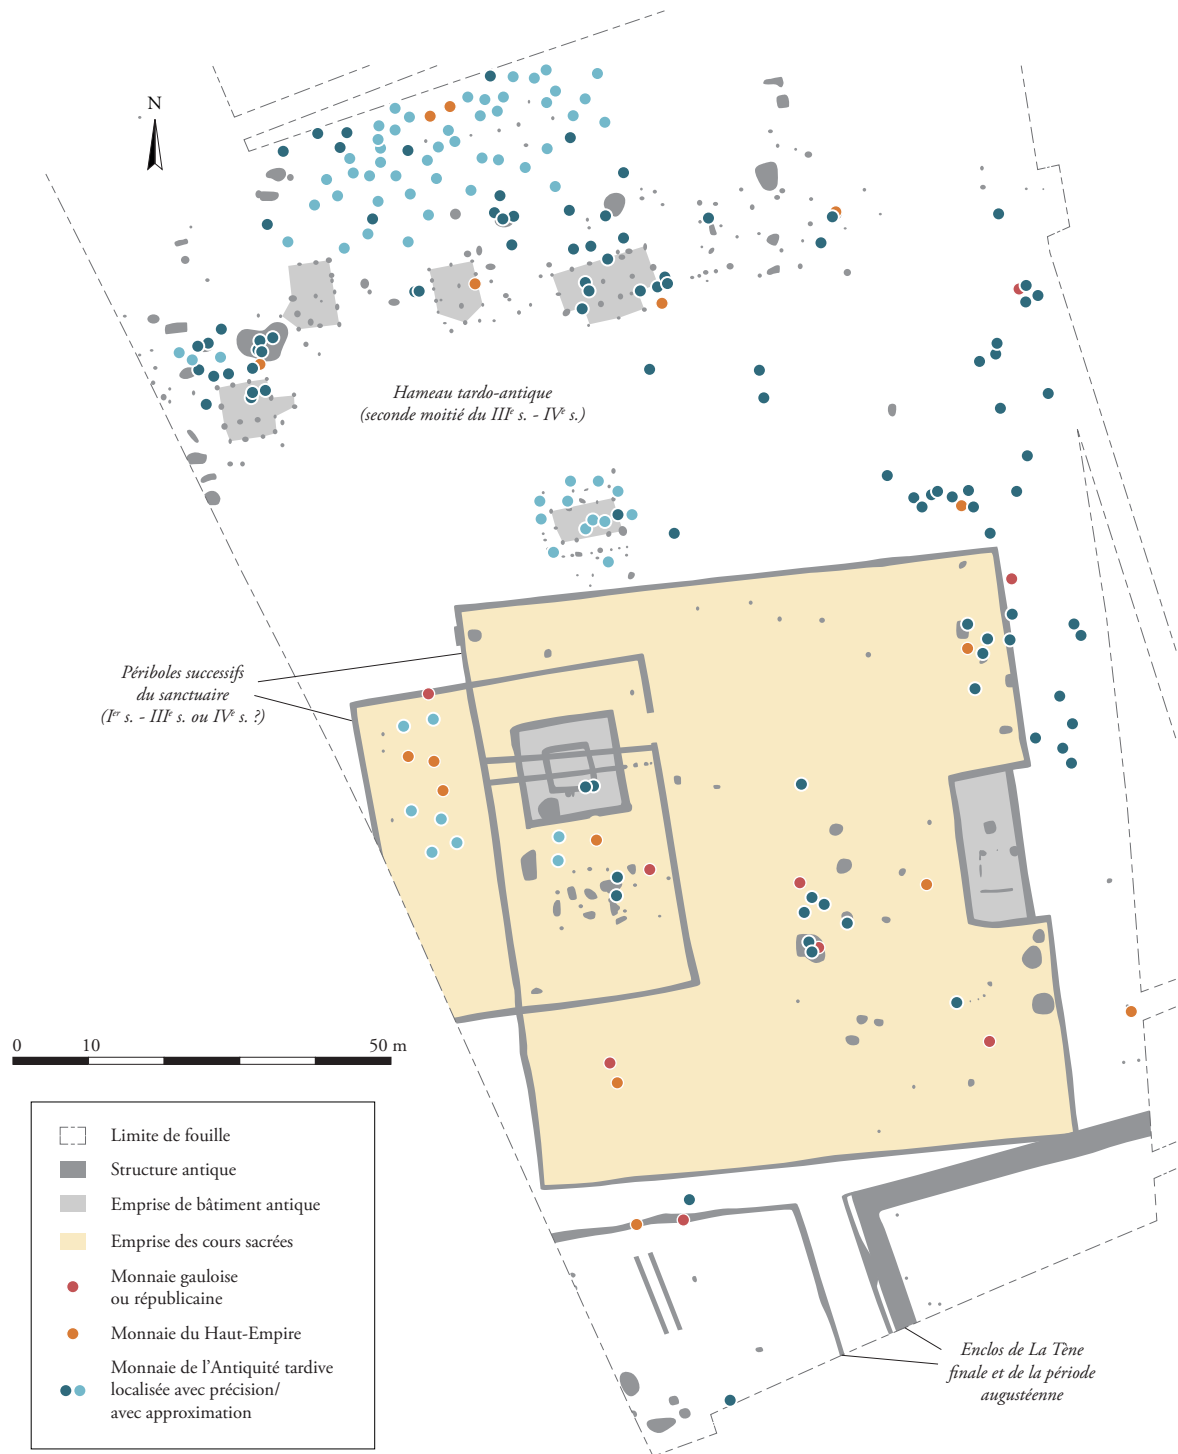 N
Hameau tardo-antique
(seconde moitié du IIIe s. - IVe s.)
Périboles successifs
du sanctuaire
(Ier s. - IIIe s. ou IVe s. ?)
0 10 50 m
Limite de fouille
Structure antique
Emprise de bâtiment antique
Emprise des cours sacrées
Monnaie gauloise
ou républicaine
Monnaie du Haut-Empire
Monnaie de l'Antiquité tardive
localisée avec précision/
avec approximation
Enclos de La Tène
finale et de la période
augustéenne